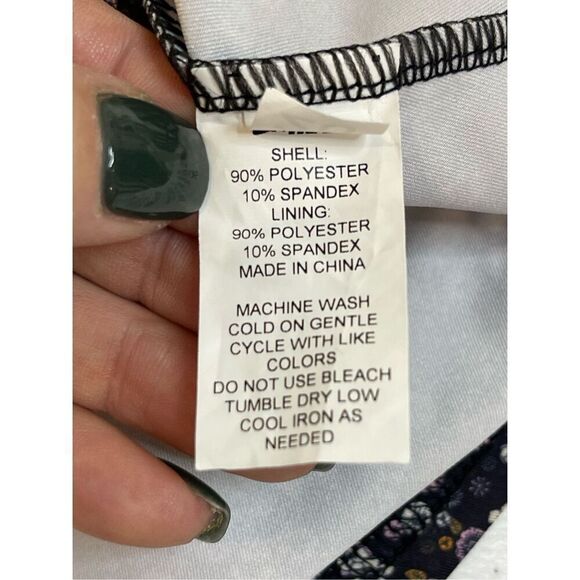 SHELL:
90% POLYESTER
10% SPANDEX
LINING:
90% POLYESTER
10% SPANDEX
MADE IN CHINA
MACHINE WASH
COLD ON GENTLE
CYCLE WITH LIKE
COLORS
DO NOT USE BLEACH
TUMBLE DRY LOW
COOL IRON AS
NEEDED